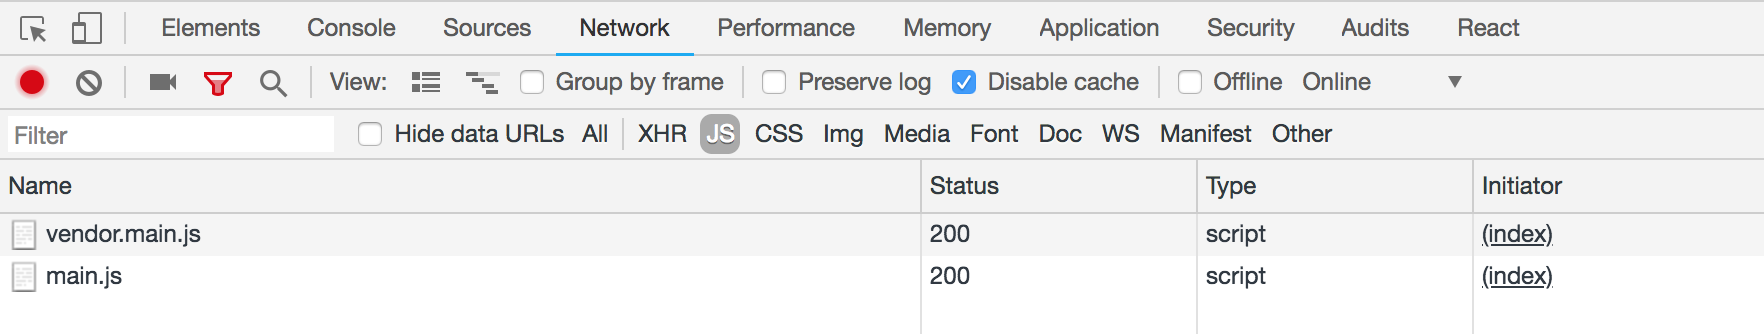 Elements Console Sources Network Performance Memory Application Security Audits React
View: Group by frame Preserve log Disable cache Offline Online
Filter Hide data URLs All XHR JS CSS Img Media Font Doc WS Manifest Other
Name Status Type Initiator
vendor.main.js 200 script (index)
main.js 200 script (index)